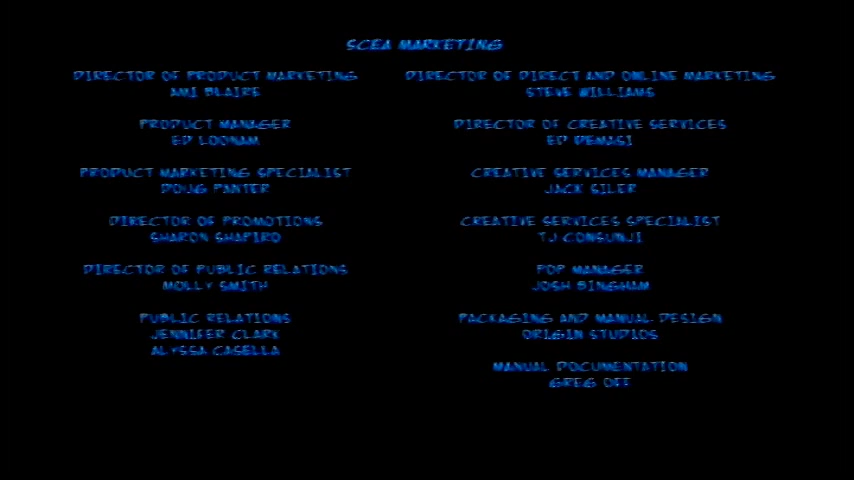 SCEA MARKETING
DIRECTOR OF PRODUCT MARKETING
AMI BLAIRE
PRODUCT MANAGER
ED LOONAM
PRODUCT MARKETING SPECIALIST
DOUG PANTER
DIRECTOR OF PROMOTIONS
SHARON SHAPIRO
DIRECTOR OF PUBLIC RELATIONS
MOLLY SMITH
PUBLIC RELATIONS
JENNIFER CLARK
ALYSSA CASELLA
DIRECTOR OF DIRECT AND ONLINE MARKETING
STEVE WILLIAMS
DIRECTOR OF CREATIVE SERVICES
ED DEMASI
CREATIVE SERVICES MANAGER
JACK SILER
CREATIVE SERVICES SPECIALIST
TJ CONSUNJI
POP MANAGER
JOSH BINGHAM
PACKAGING AND MANUAL DESIGN
ORIGIN STUDIOS
MANUAL DOCUMENTATION
GREG OFF